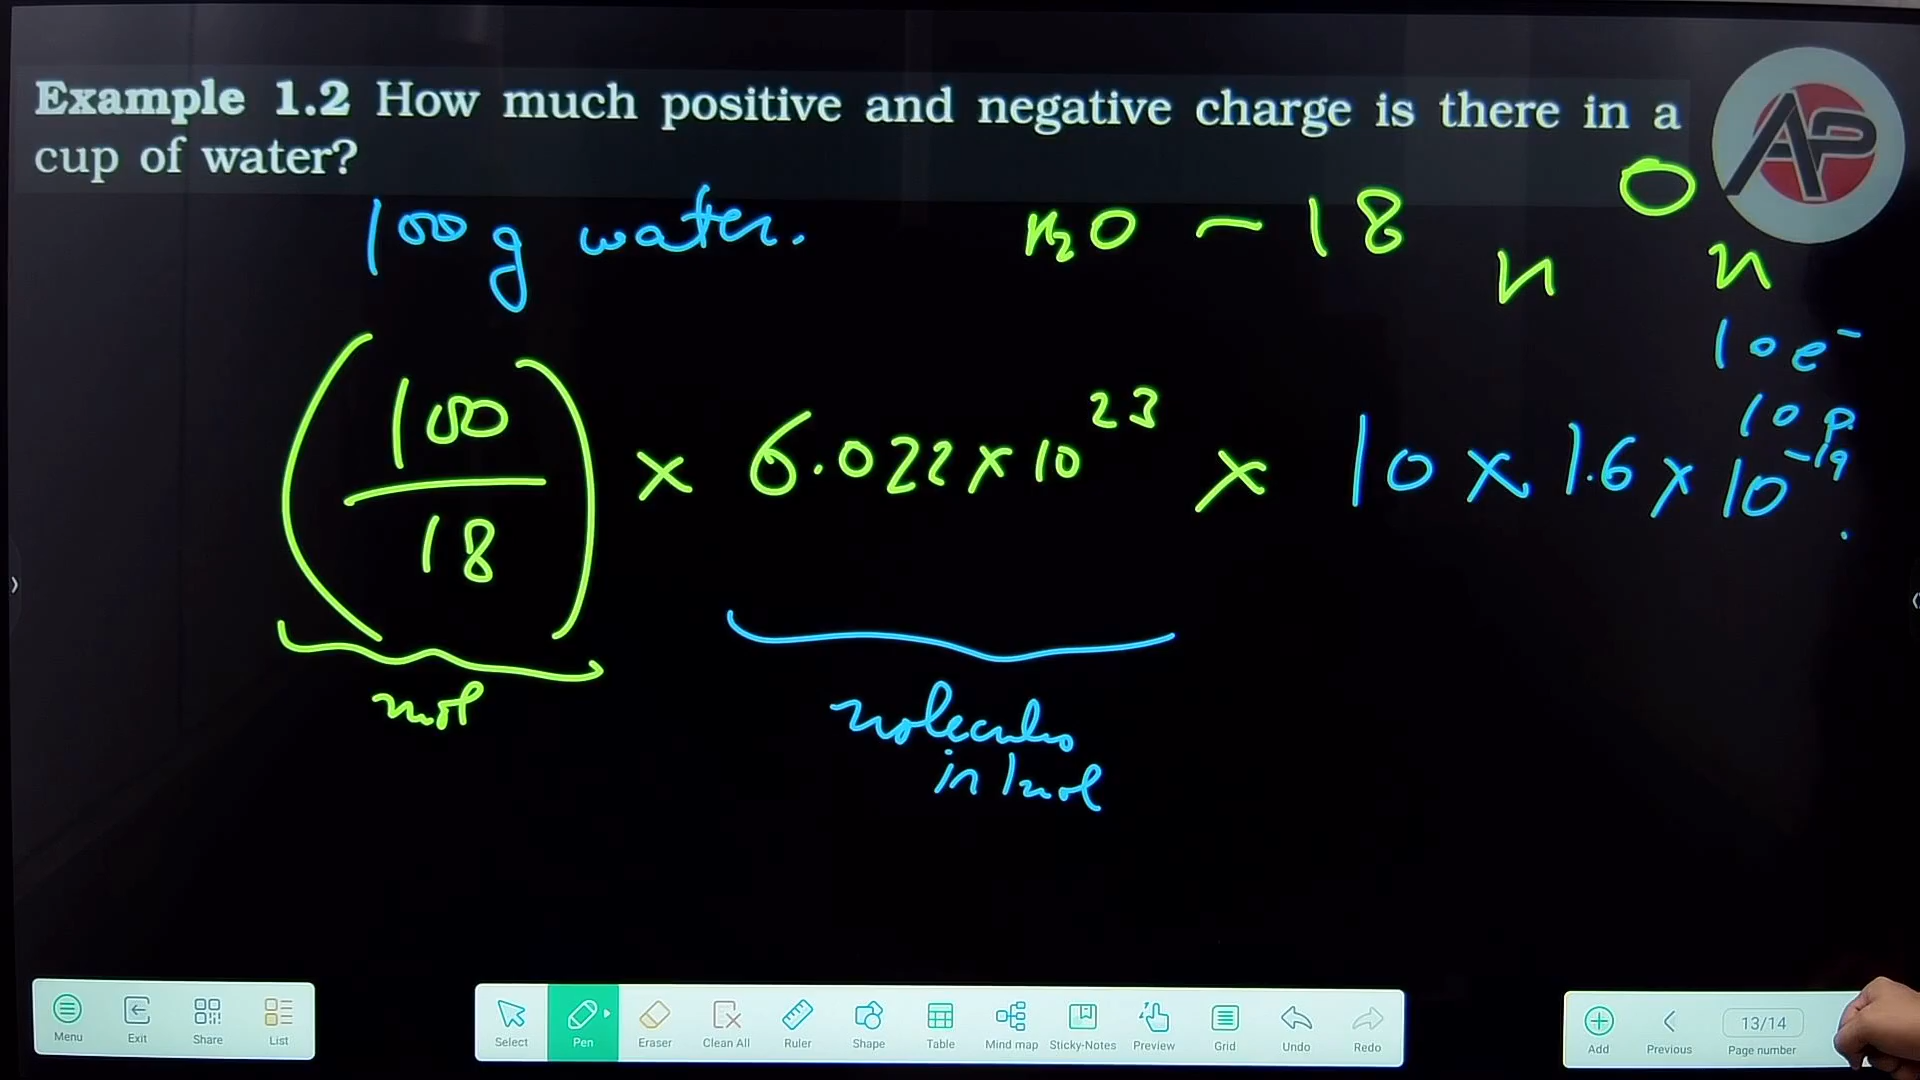 Example 1.2 How much positive and negative charge is there in a
cup of water?
AP
100 g water.
H₂O - 18
O
H H
10 e⁻
10 p.
(100/18) × 6.022 × 10²³ × 10 × 1.6 × 10⁻¹⁹
mol
molecules
in 1 mol
Menu Exit Share List
Select Pen Eraser Clean All Ruler Shape Table Mind map Sticky-Notes Preview Grid Undo Redo
Add Previous 13/14 Page number